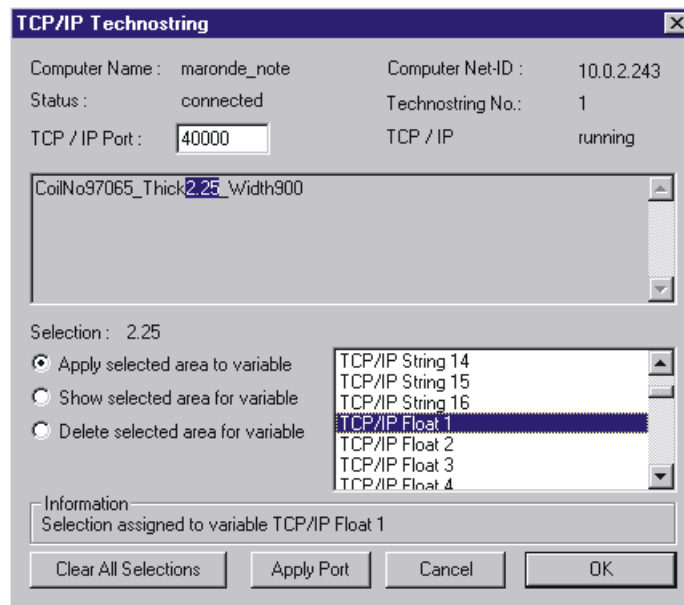 TCP/IP Technostring
Computer Name : maronde_note Computer Net-ID : 10.0.2.243
Status : connected Technostring No.: 1
TCP / IP Port : 40000 TCP / IP running
CoilNo97065_Thick2.25_Width900
Selection : 2.25
Apply selected area to variable
Show selected area for variable
Delete selected area for variable
TCP/IP String 14
TCP/IP String 15
TCP/IP String 16
TCP/IP Float 1
TCP/IP Float 2
TCP/IP Float 3
TCP/IP Float 4
Information
Selection assigned to variable TCP/IP Float 1
Clear All Selections Apply Port Cancel OK